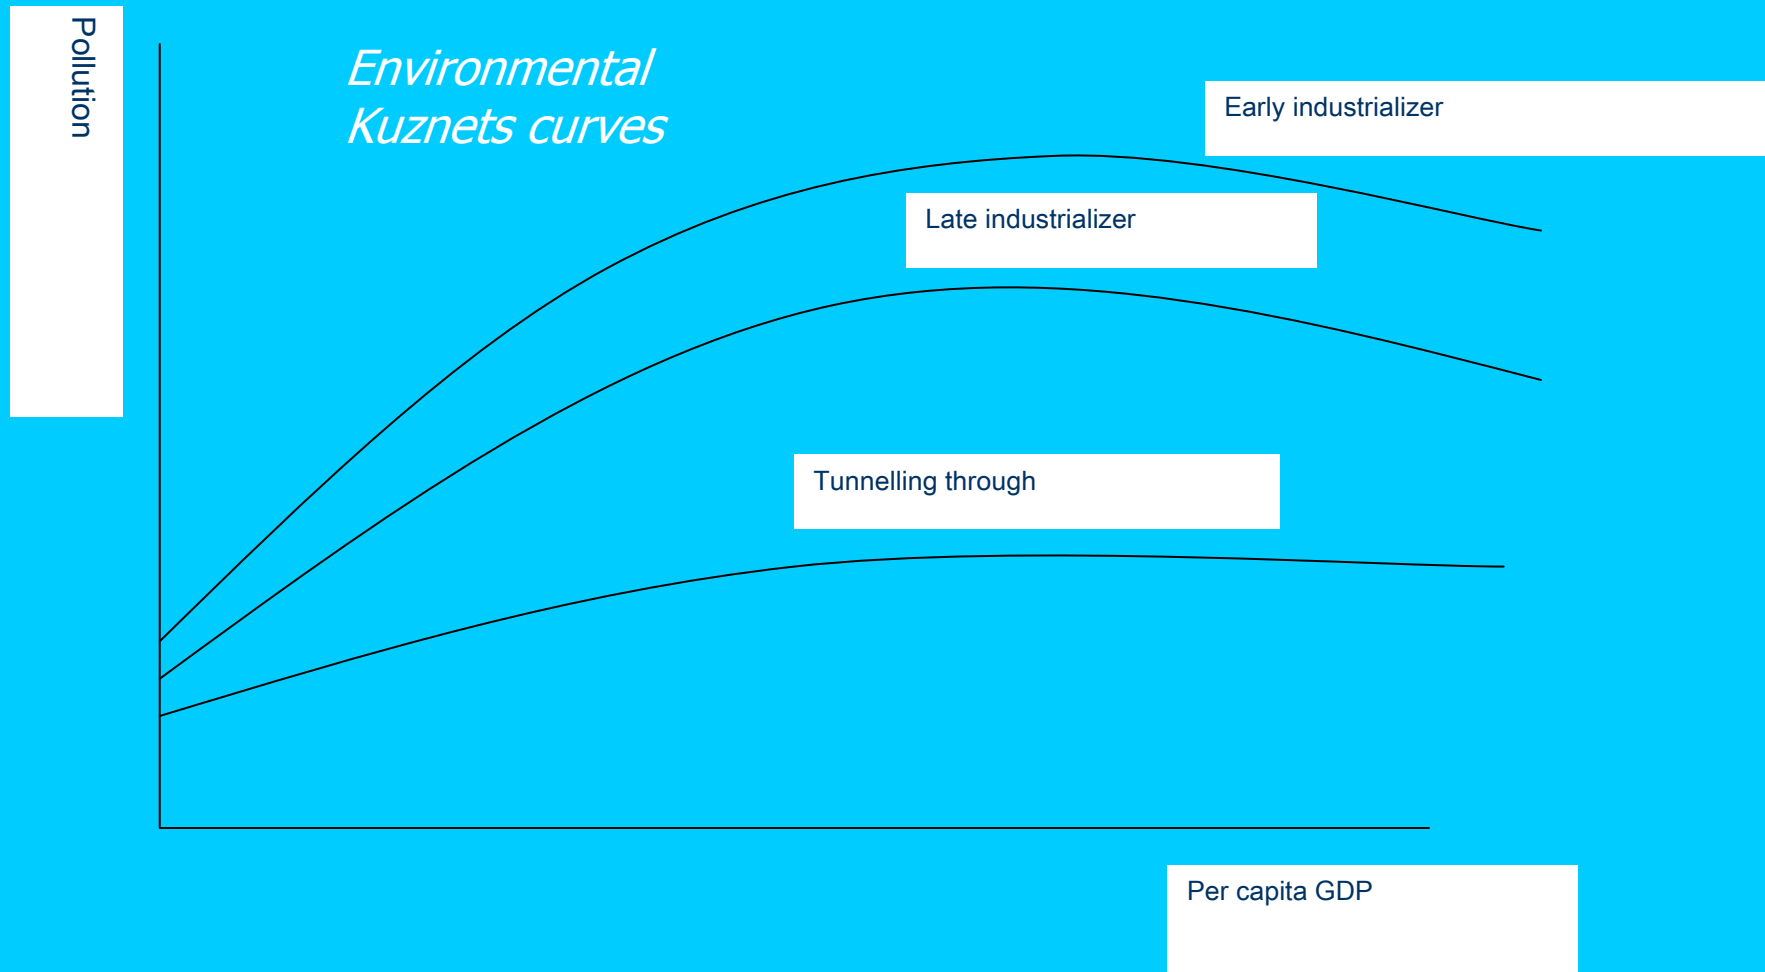 Pollution
Environmental
Kuznets curves
Early industrializer
Late industrializer
Tunnelling through
Per capita GDP